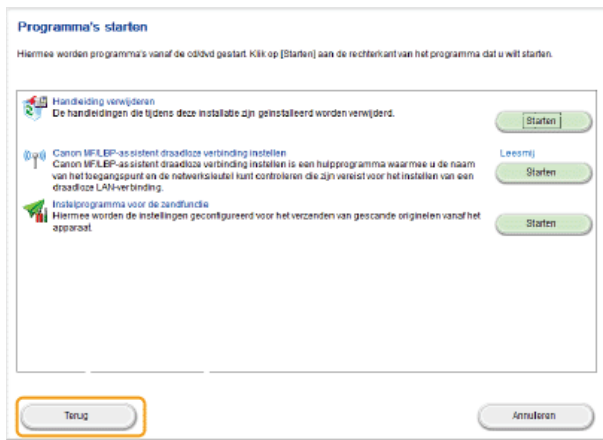 Programma's starten
Hiermee worden programma's vanaf de cd/dvd gestart. Klik op [Starten] aan de rechterkant van het programma dat u wilt starten.
Handleiding verwijderen
De handleidingen die tijdens deze installatie zijn geïnstalleerd worden verwijderd.
Starten
Canon MF/LBP-assistent draadloze verbinding instellen
Leesmij
Canon MF/LBP-assistent draadloze verbinding instellen is een hulpprogramma waarmee u de naam
van het toegangspunt en de netwerksleutel kunt controleren die zijn vereist voor het instellen van een
draadloze LAN-verbinding.
Starten
Instelprogramma voor de zendfunctie
Hiermee worden de instellingen geconfigureerd voor het verzenden van gescande originelen vanaf het
apparaat.
Starten
Terug
Annuleren